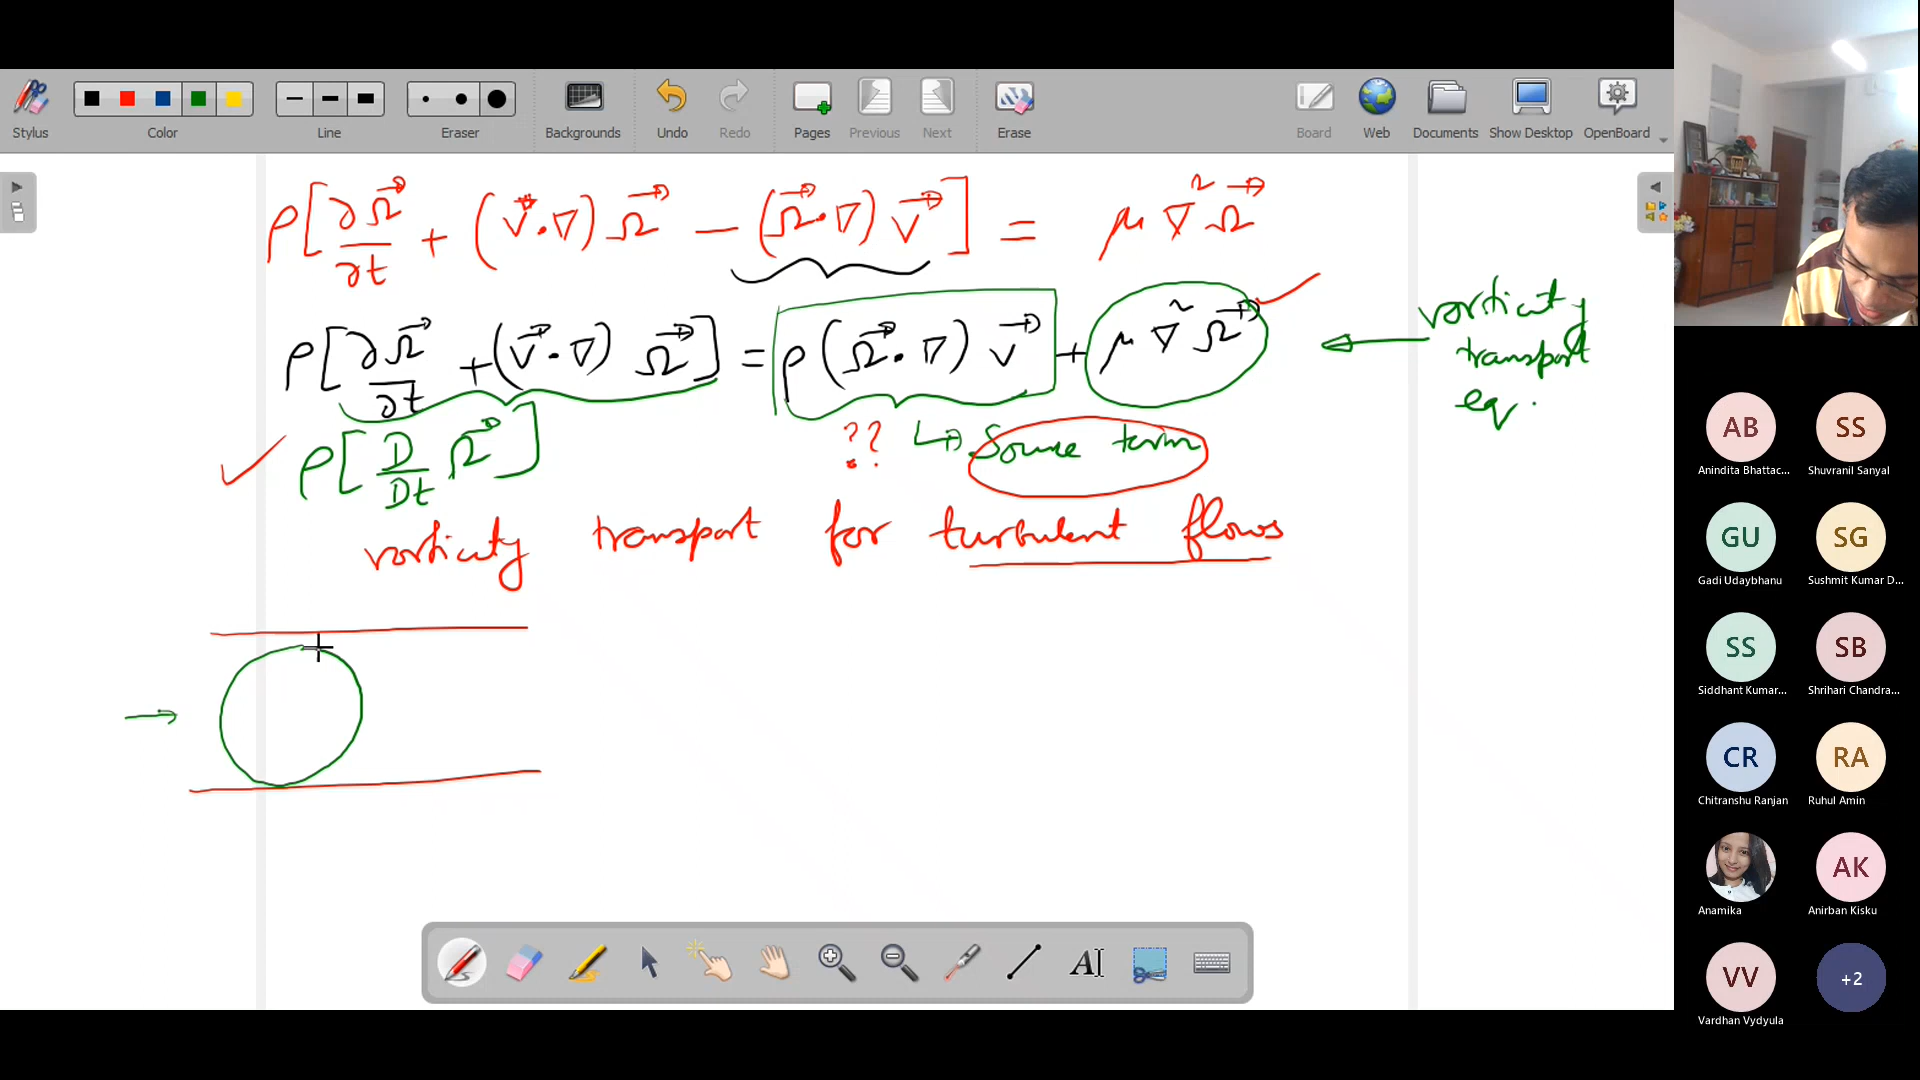 Stylus Color Line Eraser Backgrounds Undo Redo Pages Previous Next Erase Board Web Documents Show Desktop OpenBoard
ρ[∂Ω⃗/∂t + (V⃗·∇)Ω⃗ − (Ω⃗·∇)V⃗] = μ∇²Ω⃗
ρ[∂Ω⃗/∂t + (V⃗·∇)Ω⃗] = ρ(Ω⃗·∇)V⃗ + μ∇²Ω⃗
vorticity
transport
eq.
ρ[D/Dt Ω⃗] ?? ↳ Source term
vorticity transport for turbulent flows
AB SS
Anindita Bhattac... Shuvranil Sanyal
GU SG
Gadi Udaybhanu Sushmit Kumar D...
SS SB
Siddhant Kumar... Shrihari Chandra...
CR RA
Chitranshu Ranjan Ruhul Amin
AK
Anamika Anirban Kisku
VV +2
Vardhan Vydyula